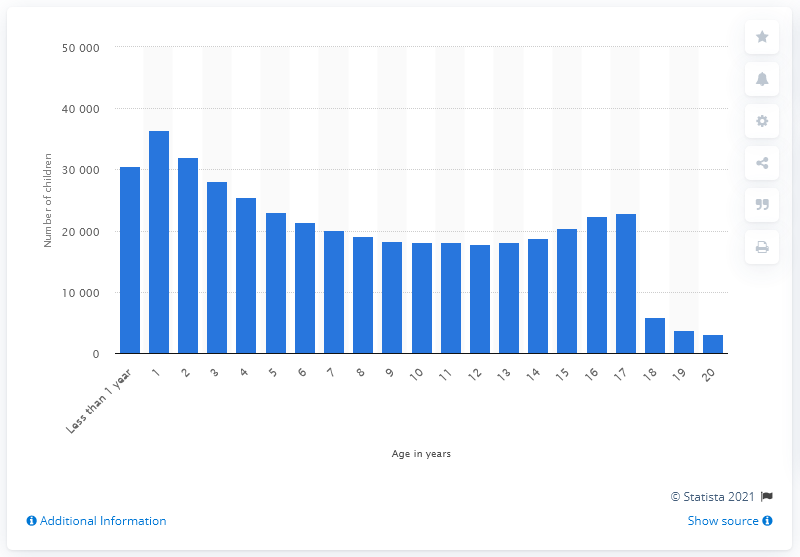 50 000
40 000
30 000
20 000
10 000
0
Number of children
Less than 1 year 1 2 3 4 5 6 7 8 9 10 11 12 13 14 15 16 17 18 19 20
Age in years
© Statista 2021
Additional Information
Show source